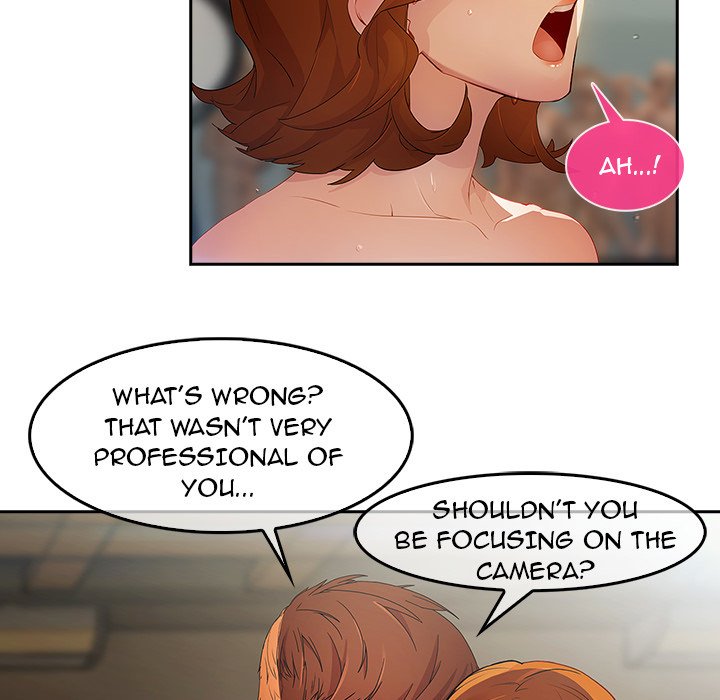 AH...!
WHAT'S WRONG?
THAT WASN'T VERY
PROFESSIONAL OF
YOU...
SHOULDN'T YOU
BE FOCUSING ON THE
CAMERA?